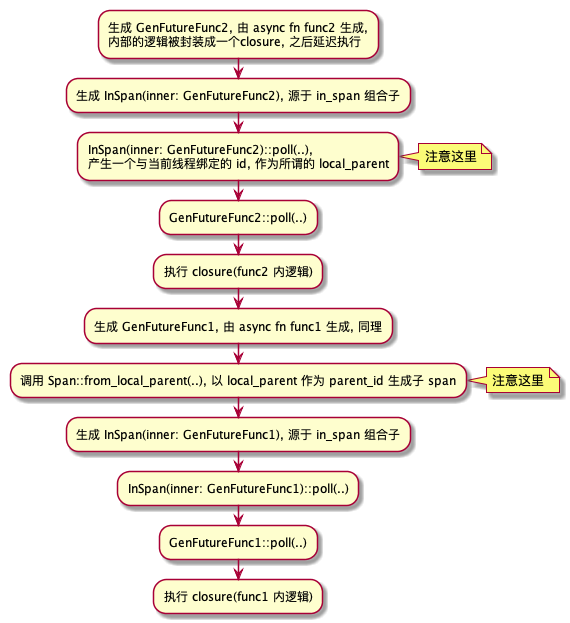 生成 GenFutureFunc2, 由 async fn func2 生成,
内部的逻辑被封装成一个closure, 之后延迟执行
生成 InSpan(inner: GenFutureFunc2), 源于 in_span 组合子
InSpan(inner: GenFutureFunc2)::poll(..),
产生一个与当前线程绑定的 id, 作为所谓的 local_parent
注意这里
GenFutureFunc2::poll(..)
执行 closure(func2 内逻辑)
生成 GenFutureFunc1, 由 async fn func1 生成, 同理
调用 Span::from_local_parent(..), 以 local_parent 作为 parent_id 生成子 span
注意这里
生成 InSpan(inner: GenFutureFunc1), 源于 in_span 组合子
InSpan(inner: GenFutureFunc1)::poll(..)
GenFutureFunc1::poll(..)
执行 closure(func1 内逻辑)